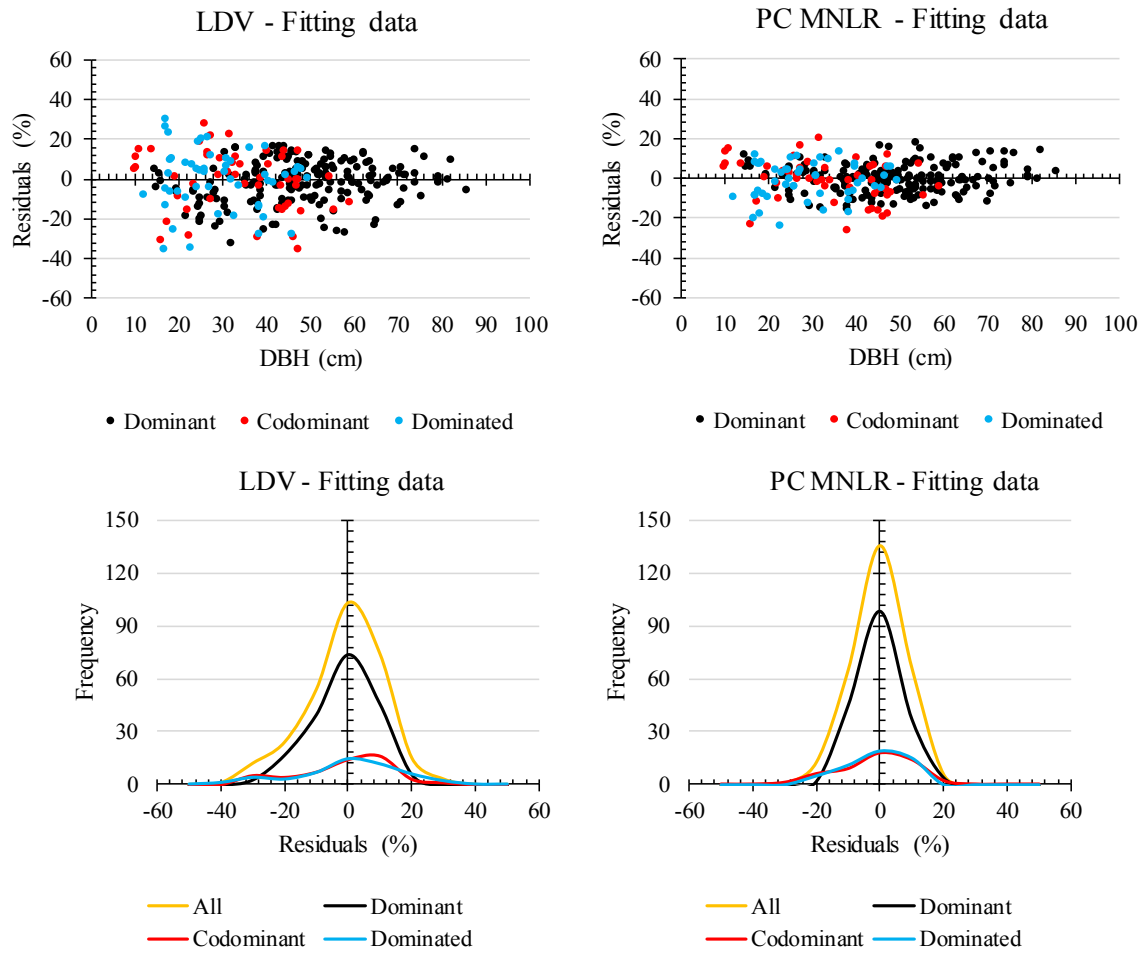 LDV - Fitting data
60
40
20
0
-20
-40
-60
Residuals (%)
0 10 20 30 40 50 60 70 80 90 100
DBH (cm)
Dominant Codominant Dominated
PC MNLR - Fitting data
60
40
20
0
-20
-40
-60
Residuals (%)
0 10 20 30 40 50 60 70 80 90 100
DBH (cm)
Dominant Codominant Dominated
LDV - Fitting data
150
120
90
60
30
0
Frequency
-60 -40 -20 0 20 40 60
Residuals (%)
All Dominant
Codominant Dominated
PC MNLR - Fitting data
150
120
90
60
30
0
Frequency
-60 -40 -20 0 20 40 60
Residuals (%)
All Dominant
Codominant Dominated